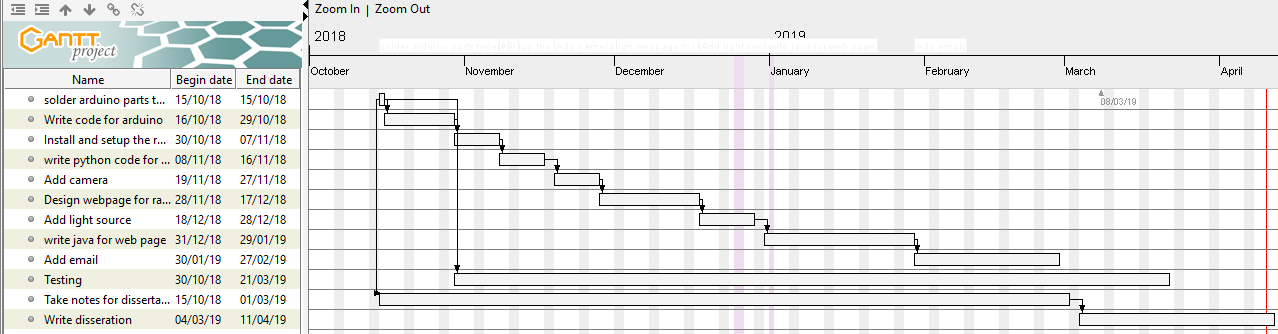 Zoom In | Zoom Out
GANTT
project
2018
2019
Name Begin date End date
October November December January February March April
solder arduino parts t... 15/10/18 15/10/18
08/03/19
Write code for arduino 16/10/18 29/10/18
Install and setup the r... 30/10/18 07/11/18
write python code for ... 08/11/18 16/11/18
Add camera 19/11/18 27/11/18
Design webpage for ra... 28/11/18 17/12/18
Add light source 18/12/18 28/12/18
write java for web page 31/12/18 29/01/19
Add email 30/01/19 27/02/19
Testing 30/10/18 21/03/19
Take notes for disserta... 15/10/18 01/03/19
Write disseration 04/03/19 11/04/19